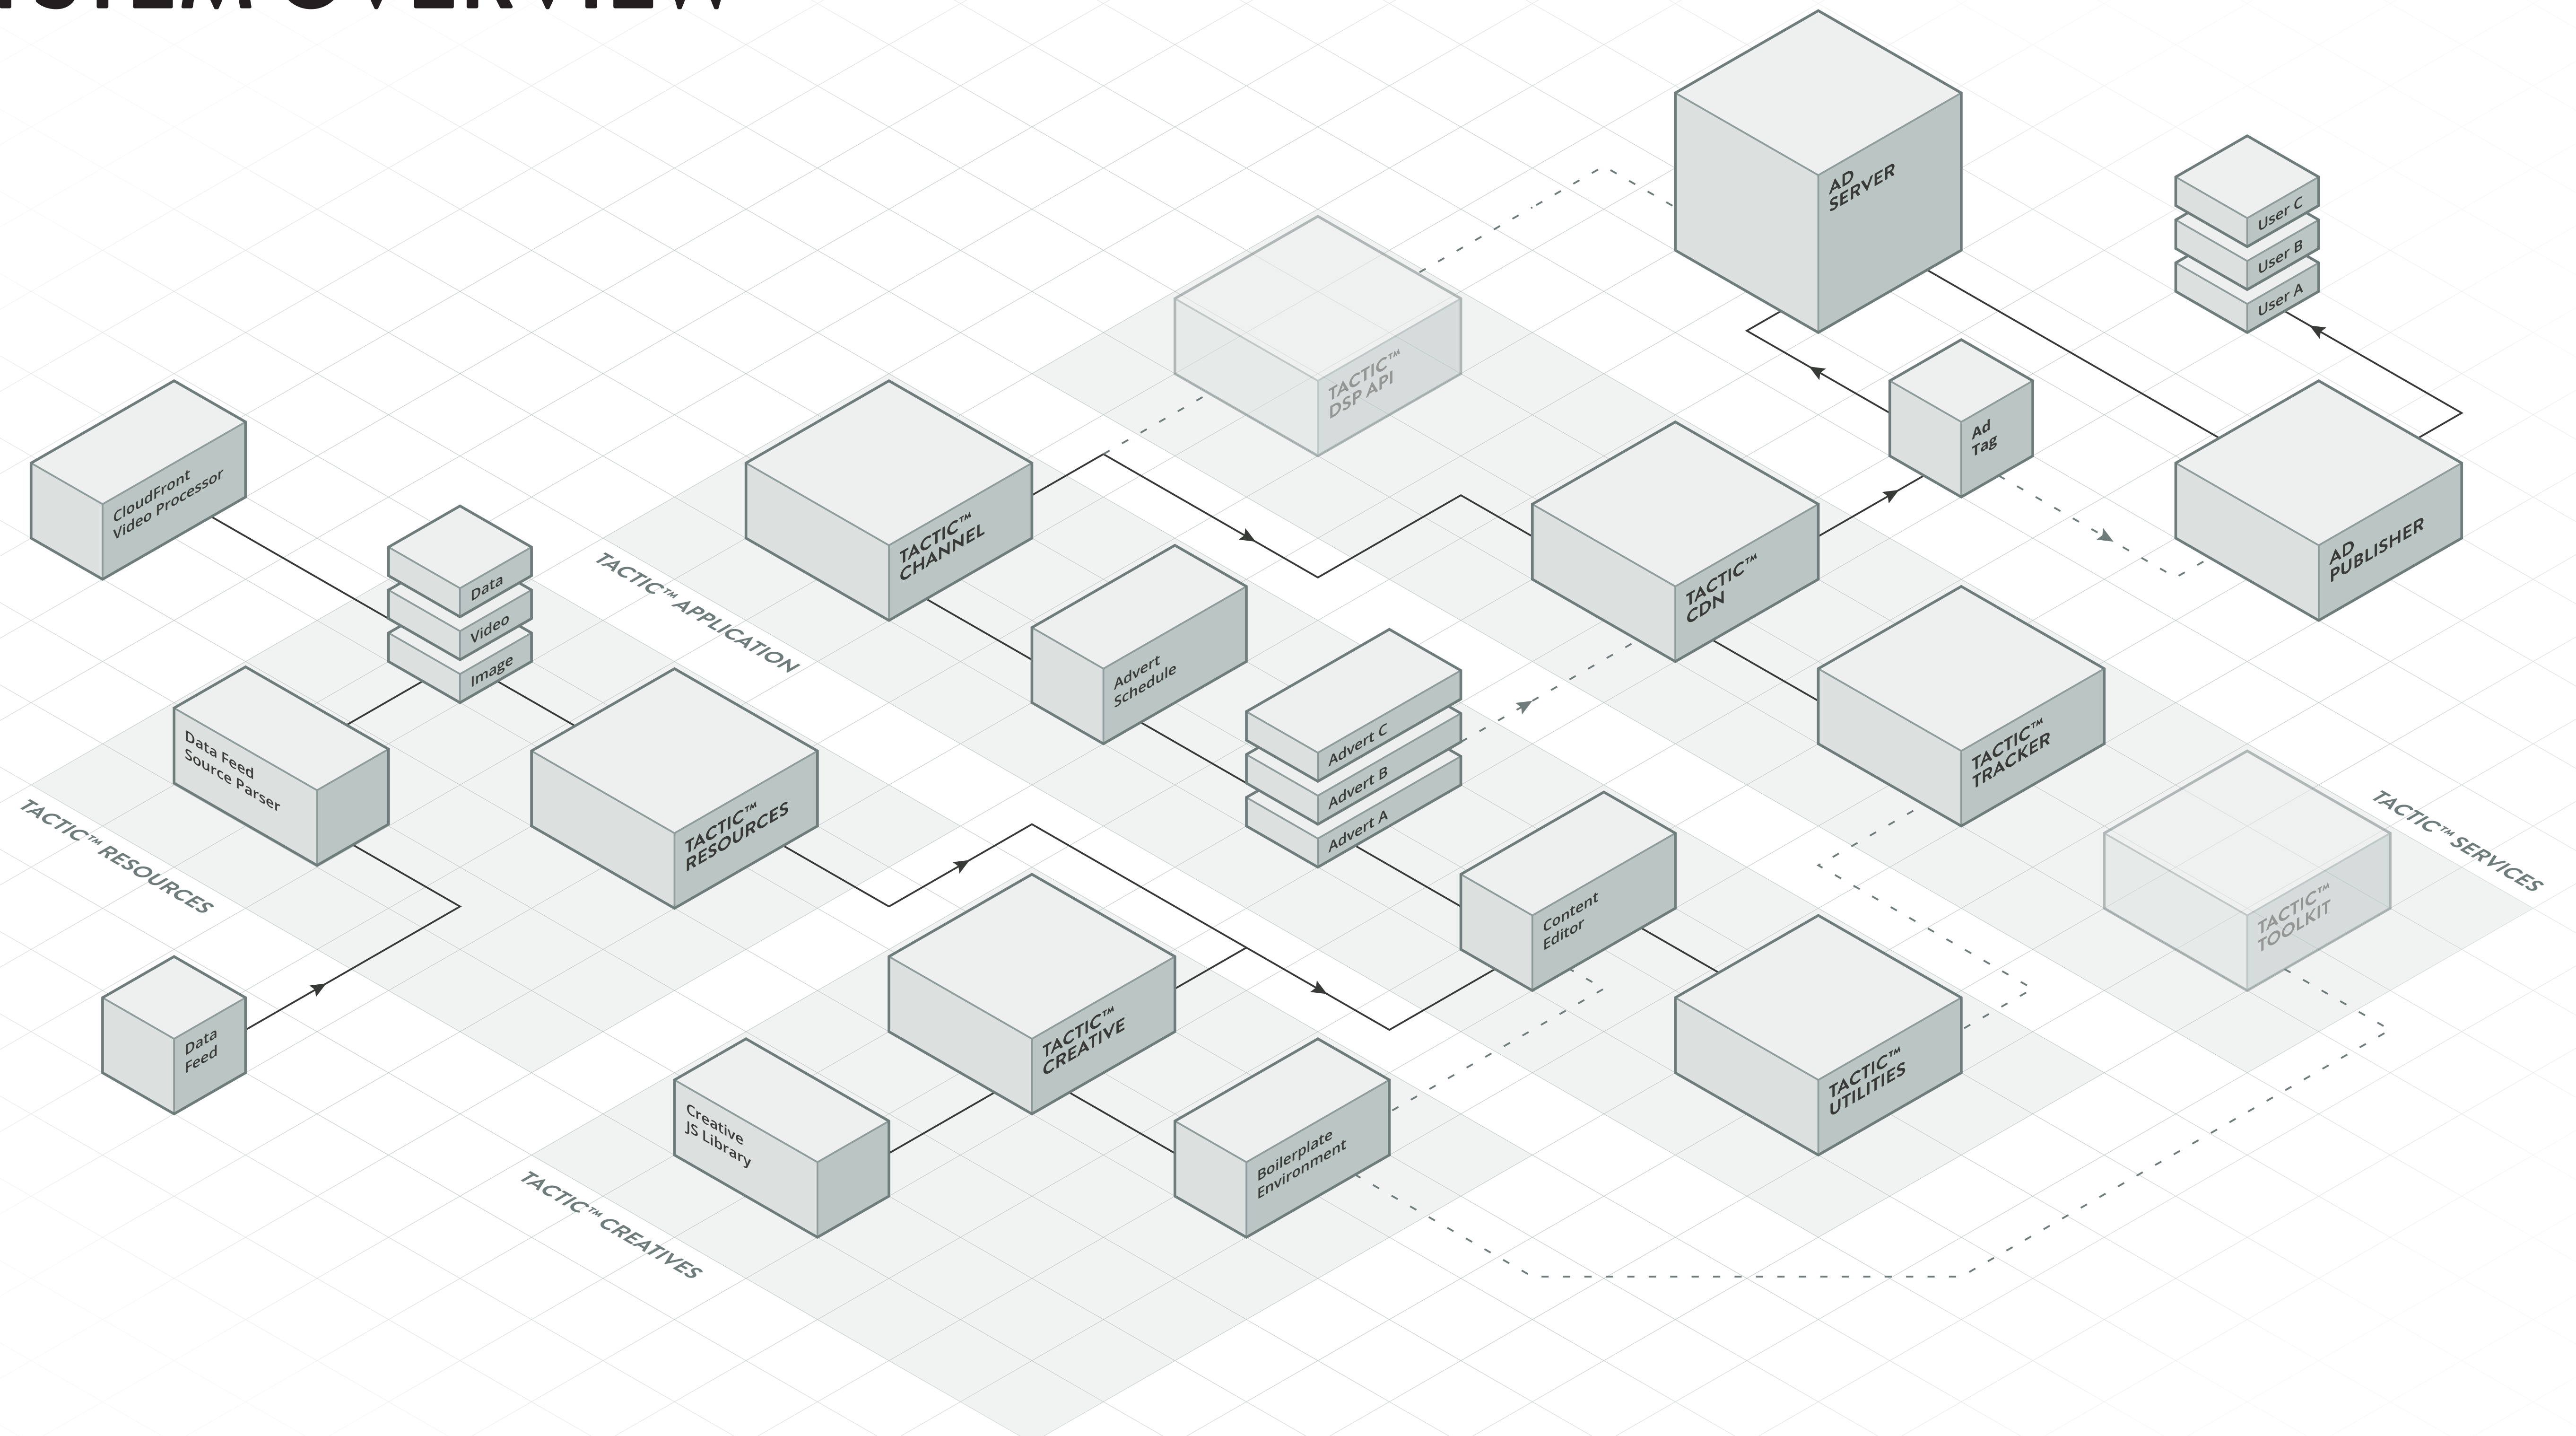 SYSTEM OVERVIEW
AD
SERVER
User C
User B
User A
TACTIC™
DSP API
Ad
Tag
CloudFront
Video Processor
TACTIC™
CHANNEL
AD
PUBLISHER
Data
Video
Image
TACTIC™ APPLICATION
TACTIC™
CDN
Advert
Schedule
Data Feed
Source Parser
TACTIC™
RESOURCES
Advert C
Advert B
Advert A
TACTIC™
TRACKER
TACTIC™ RESOURCES
TACTIC™ SERVICES
Content
Editor
TACTIC™
TOOLKIT
Data
Feed
TACTIC™
CREATIVE
TACTIC™
UTILITIES
Creative
JS Library
Boilerplate
Environment
TACTIC™ CREATIVES